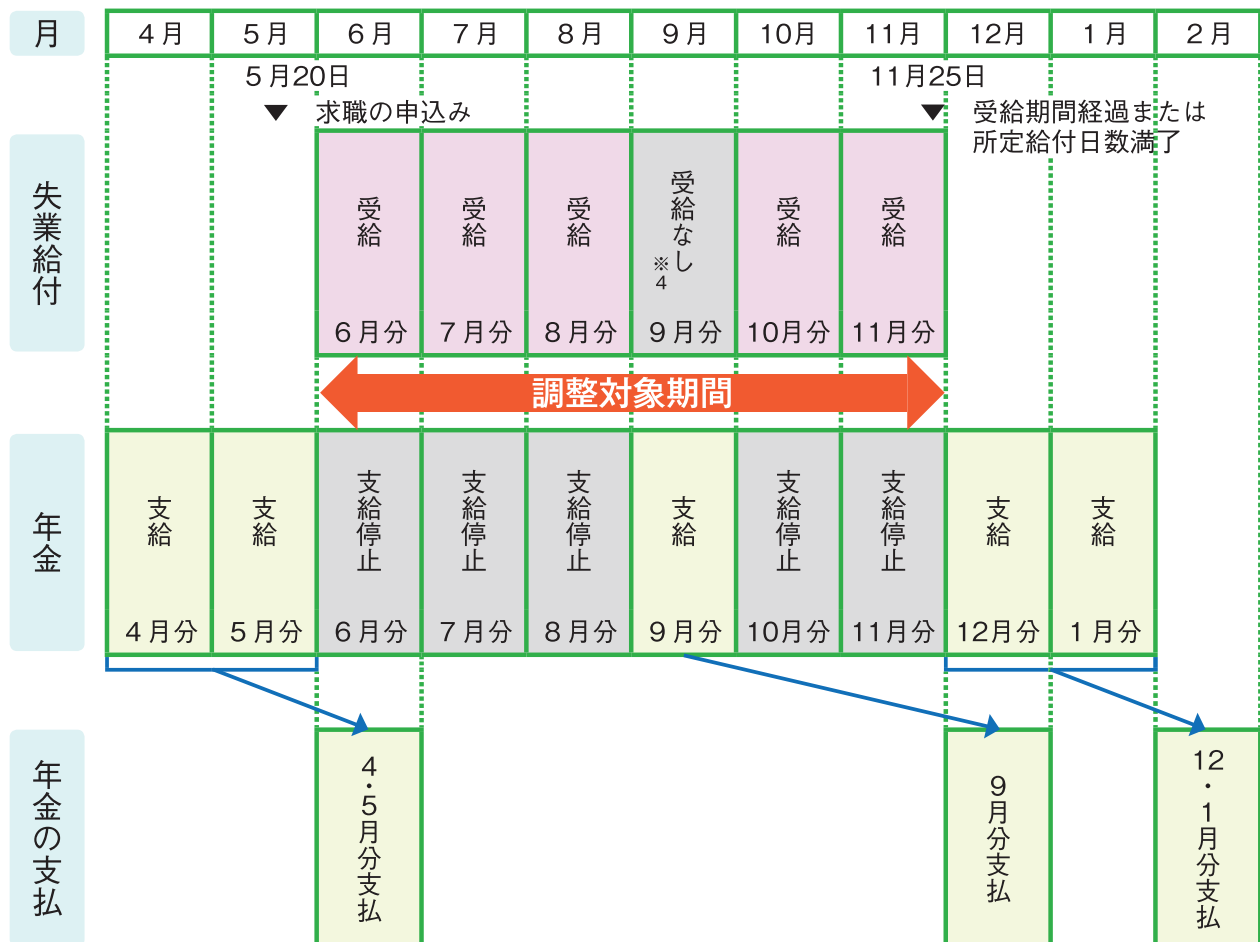 月
4月
5月
6月
7月
8月
9月
10月
11月
12月
1月
2月
5月20日
11月25日
▼
求職の申込み
▼
受給期間経過または
所定給付日数満了
失業給付
受給
受給
受給
受給なし
※4
受給
受給
6月分
7月分
8月分
9月分
10月分
11月分
調整対象期間
年金
支給
支給
支給停止
支給停止
支給停止
支給
支給停止
支給停止
支給
支給
4月分
5月分
6月分
7月分
8月分
9月分
10月分
11月分
12月分
1月分
年金の支払
4・5月分支払
9月分支払
12・1月分支払